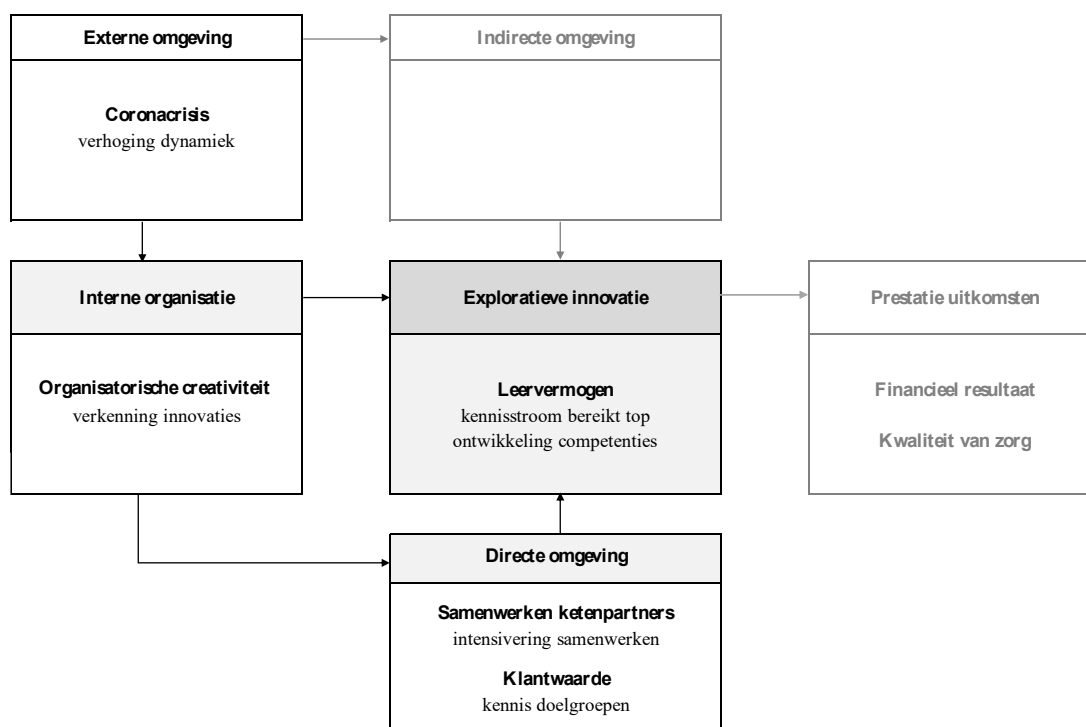 Externe omgeving
Coronacrisis
verhoging dynamiek
Indirecte omgeving
Interne organisatie
Organisatorische creativiteit
verkenning innovaties
Exploratieve innovatie
Leervermogen
kennisstroom bereikt top
ontwikkeling competenties
Prestatie uitkomsten
Financieel resultaat
Kwaliteit van zorg
Directe omgeving
Samenwerken ketenpartners
intensivering samenwerken
Klantwaarde
kennis doelgroepen